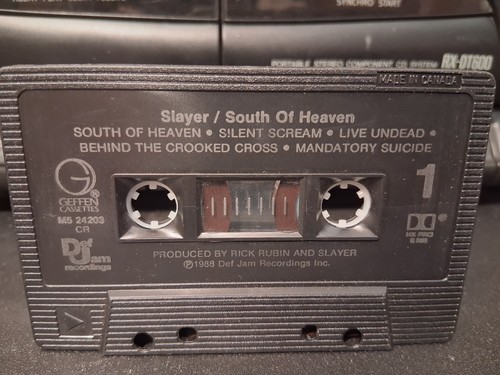 SYNCHRO START
PORTABLE STEREO COMPONENT CD SYSTEM RX-DT600
MADE IN CANADA
Slayer / South Of Heaven
SOUTH OF HEAVEN • SILENT SCREAM • LIVE UNDEAD •
BEHIND THE CROOKED CROSS • MANDATORY SUICIDE
G®
GEFFEN
CASSETTES
M5 24203
CR
1
HX PRO
B NR
Def
Jam
recordings
PRODUCED BY RICK RUBIN AND SLAYER
℗1988 Def Jam Recordings Inc.